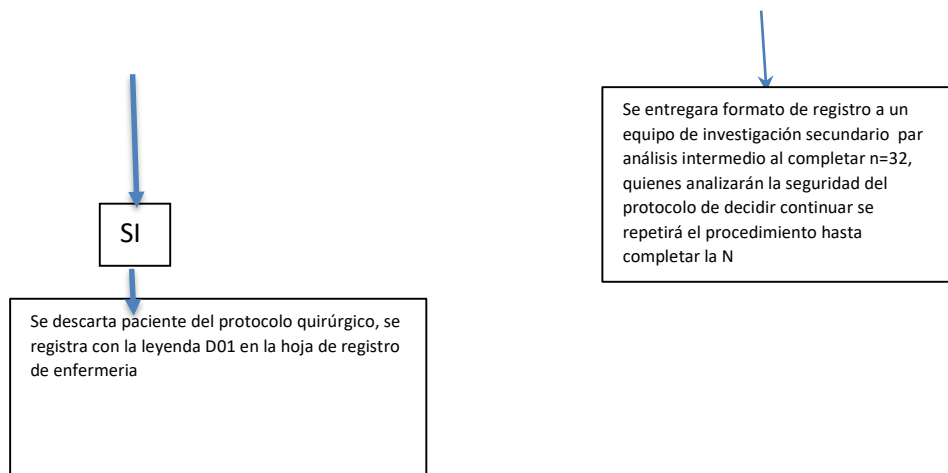 SI
Se descarta paciente del protocolo quirúrgico, se
registra con la leyenda D01 en la hoja de registro
de enfermeria
Se entregara formato de registro a un
equipo de investigación secundario par
análisis intermedio al completar n=32,
quienes analizarán la seguridad del
protocolo de decidir continuar se
repetirá el procedimiento hasta
completar la N